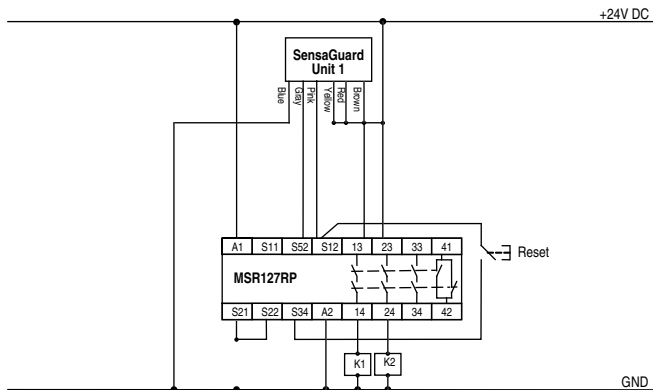 +24V DC
SensaGuard
Unit 1
Blue
Gray
Pink
Yellow
Red
Brown
A1 S11 S52 S12 13 23 33 41
Reset
MSR127RP
S21 S22 S34 A2 14 24 34 42
K1 K2
GND